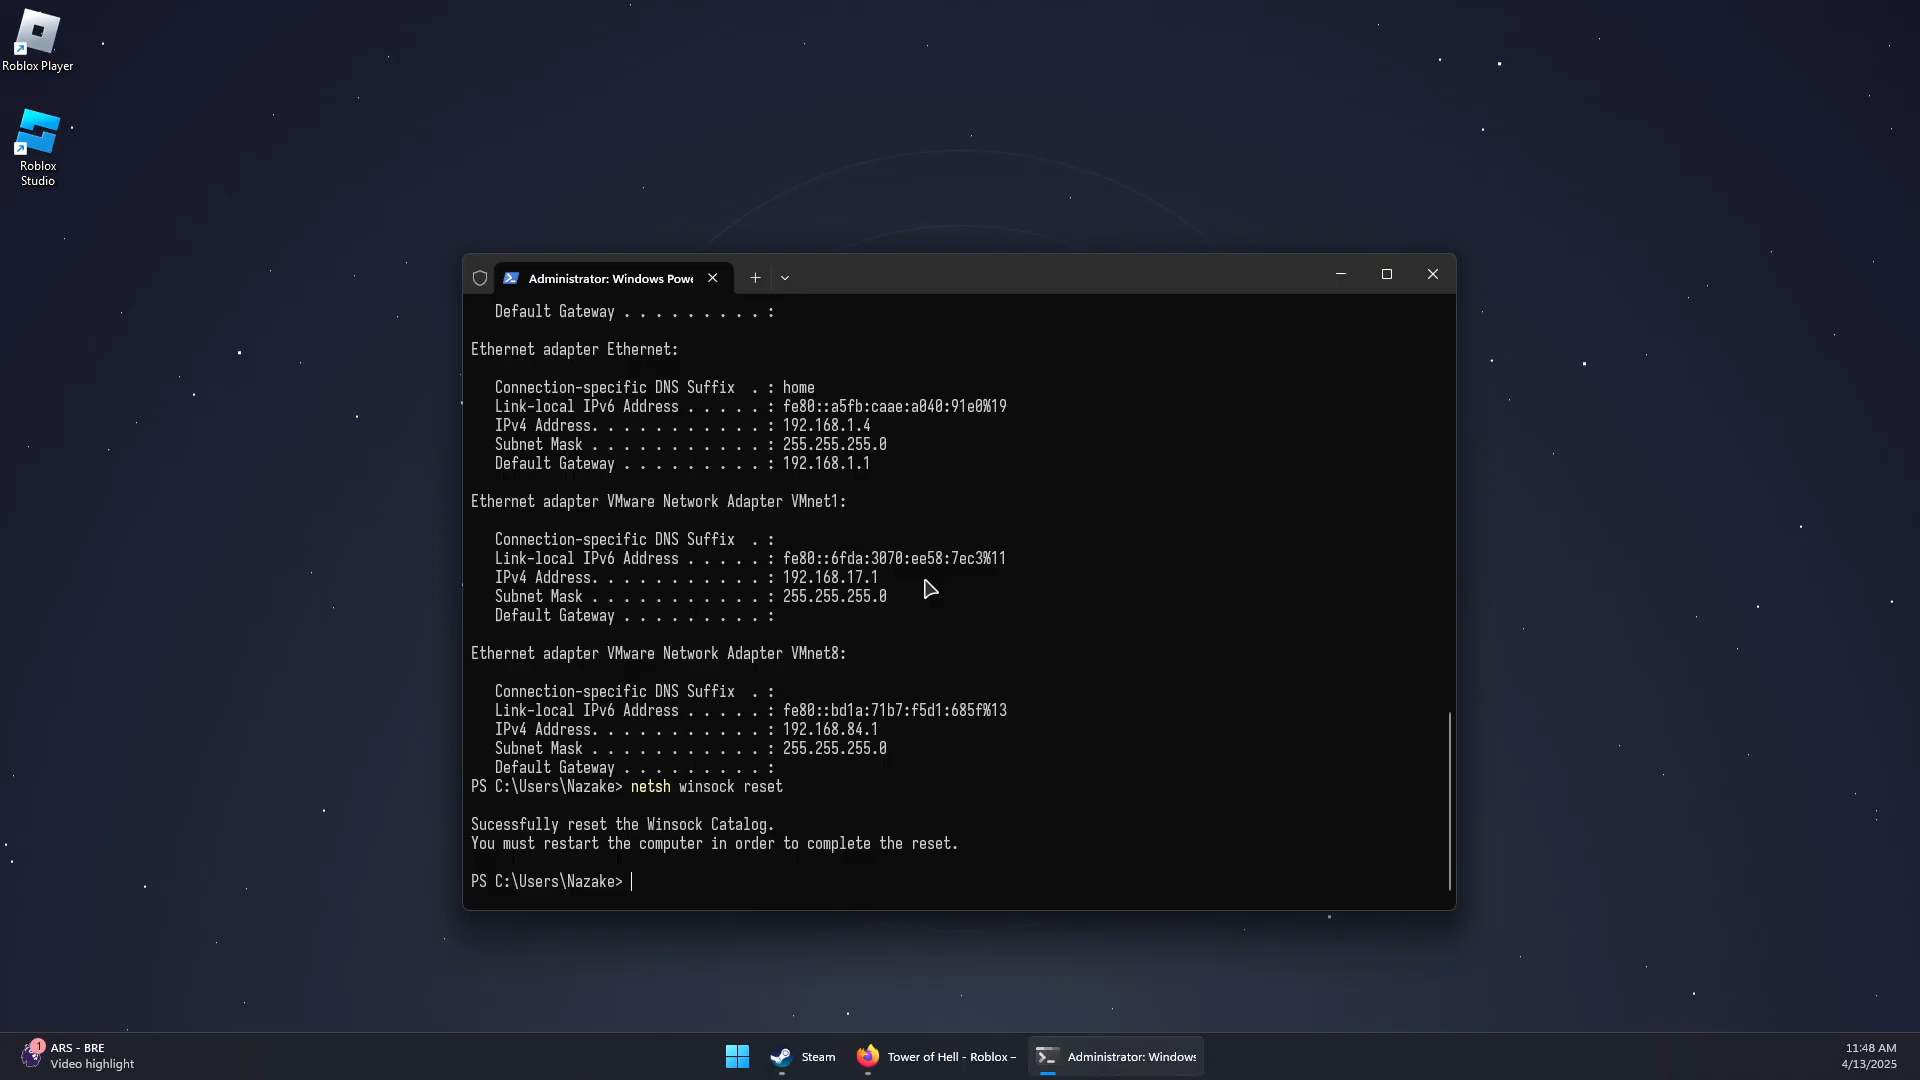 Roblox Player
Roblox
Studio
Administrator: Windows Powe
Default Gateway . . . . . . . . . :
Ethernet adapter Ethernet:
Connection-specific DNS Suffix  . : home
Link-local IPv6 Address . . . . . : fe80::a5fb:caae:a040:91e0%19
IPv4 Address. . . . . . . . . . . : 192.168.1.4
Subnet Mask . . . . . . . . . . . : 255.255.255.0
Default Gateway . . . . . . . . . : 192.168.1.1
Ethernet adapter VMware Network Adapter VMnet1:
Connection-specific DNS Suffix  . :
Link-local IPv6 Address . . . . . : fe80::6fda:3070:ee58:7ec3%11
IPv4 Address. . . . . . . . . . . : 192.168.17.1
Subnet Mask . . . . . . . . . . . : 255.255.255.0
Default Gateway . . . . . . . . . :
Ethernet adapter VMware Network Adapter VMnet8:
Connection-specific DNS Suffix  . :
Link-local IPv6 Address . . . . . : fe80::bd1a:71b7:f5d1:685f%13
IPv4 Address. . . . . . . . . . . : 192.168.84.1
Subnet Mask . . . . . . . . . . . : 255.255.255.0
Default Gateway . . . . . . . . . :
PS C:\Users\Nazake> netsh winsock reset
Sucessfully reset the Winsock Catalog.
You must restart the computer in order to complete the reset.
PS C:\Users\Nazake>
1
ARS - BRE
Video highlight
Steam
Tower of Hell - Roblox –
Administrator: Windows
11:48 AM
4/13/2025